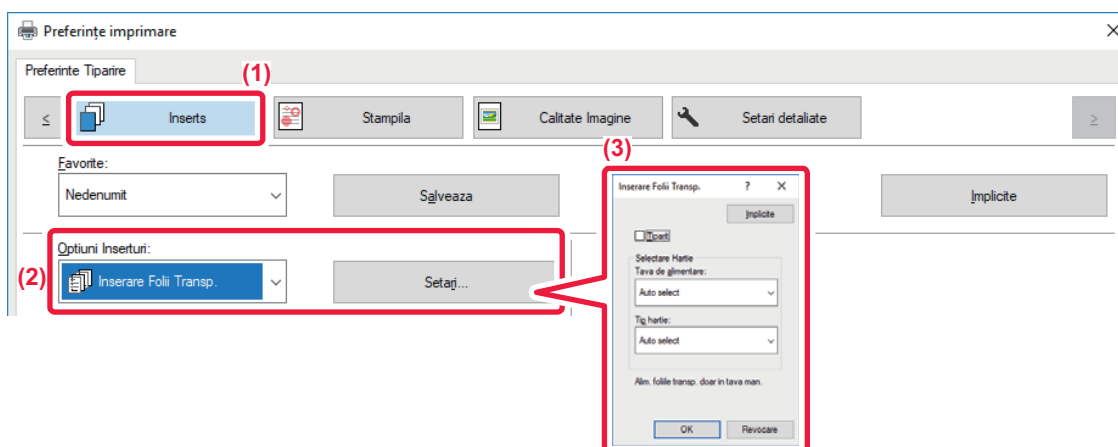 Preferințe imprimare
Preferinte Tiparire
(1)
< Inserts Stampila Calitate Imagine Setari detaliate >
(3)
Favorite:
Nedenumit Salveaza Implicite
Inserare Folii Transp. ? X
Implicite
Tiparit
Selectare Hartie
Tava de alimentare:
Auto select
Tip hartie:
Auto select
Alim. foliile transp. doar in tava man.
OK Revocare
Optiuni Inserturi:
(2) Inserare Folii Transp. Setari...